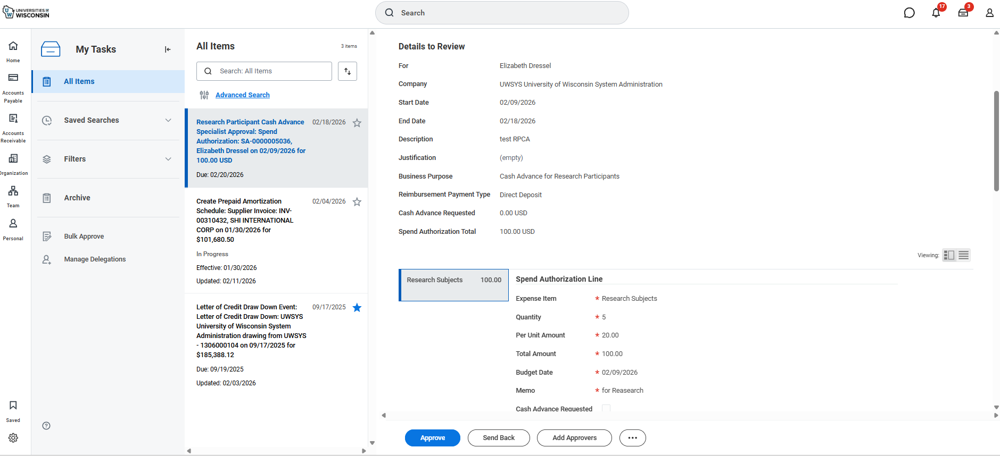 UNIVERSITIES OF
WISCONSIN
UW
Search
17
3
Home
Accounts
Payable
Accounts
Receivable
Organization
Team
Personal
Saved
My Tasks
All Items
Saved Searches
Filters
Archive
Bulk Approve
Manage Delegations
All Items
3 items
Search: All Items
Advanced Search
Research Participant Cash Advance 02/18/2026
Specialist Approval: Spend
Authorization: SA-0000005036,
Elizabeth Dressel on 02/09/2026 for
100.00 USD
Due: 02/20/2026
Create Prepaid Amortization 02/04/2026
Schedule: Supplier Invoice: INV-
00310432, SHI INTERNATIONAL
CORP on 01/30/2026 for
$101,680.50
In Progress
Effective: 01/30/2026
Updated: 02/11/2026
Letter of Credit Draw Down Event: 09/17/2025
Letter of Credit Draw Down: UWSYS
University of Wisconsin System
Administration drawing from UWSYS
- 1306000104 on 09/17/2025 for
$185,388.12
Due: 09/19/2025
Updated: 02/03/2026
Details to Review
For Elizabeth Dressel
Company UWSYS University of Wisconsin System Administration
Start Date 02/09/2026
End Date 02/18/2026
Description test RPCA
Justification (empty)
Business Purpose Cash Advance for Research Participants
Reimbursement Payment Type Direct Deposit
Cash Advance Requested 0.00 USD
Spend Authorization Total 100.00 USD
Viewing:
Research Subjects 100.00
Spend Authorization Line
Expense Item * Research Subjects
Quantity * 5
Per Unit Amount * 20.00
Total Amount * 100.00
Budget Date * 02/09/2026
Memo * for Reasearch
Cash Advance Requested
Approve
Send Back
Add Approvers